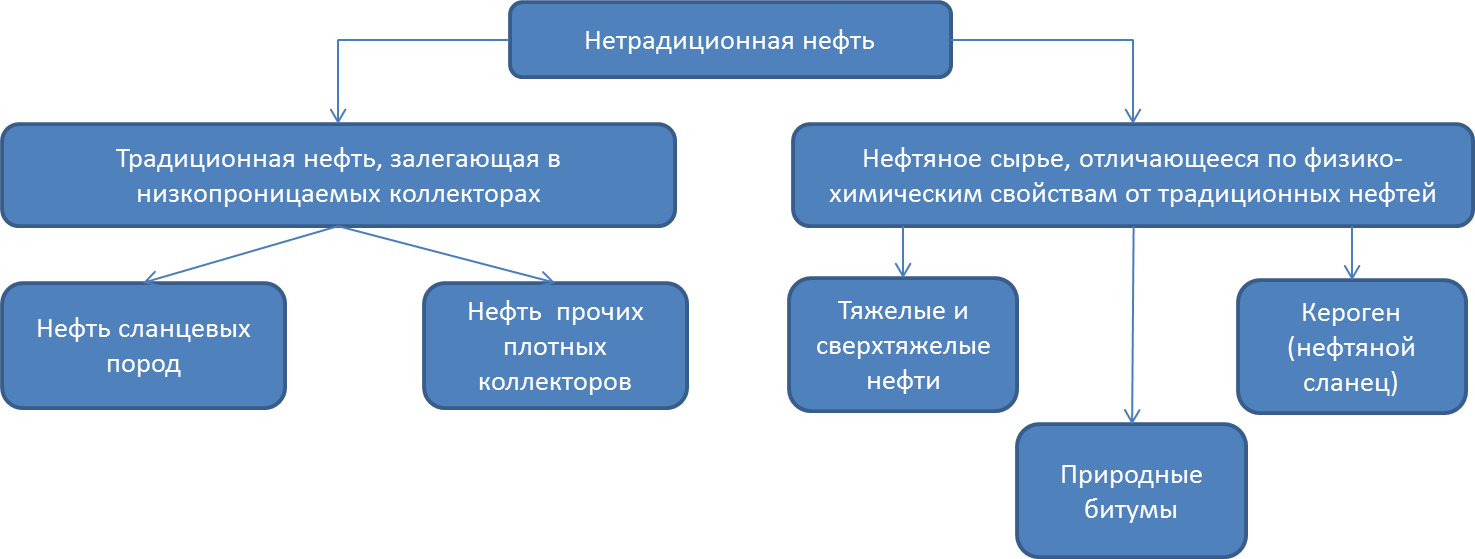 Нетрадиционная нефть
Традиционная нефть, залегающая в
низкопроницаемых коллекторах
Нефтяное сырье, отличающееся по физико-
химическим свойствам от традиционных нефтей
Нефть сланцевых
пород
Нефть  прочих
плотных
коллекторов
Тяжелые и
сверхтяжелые
нефти
Природные
битумы
Кероген
(нефтяной
сланец)